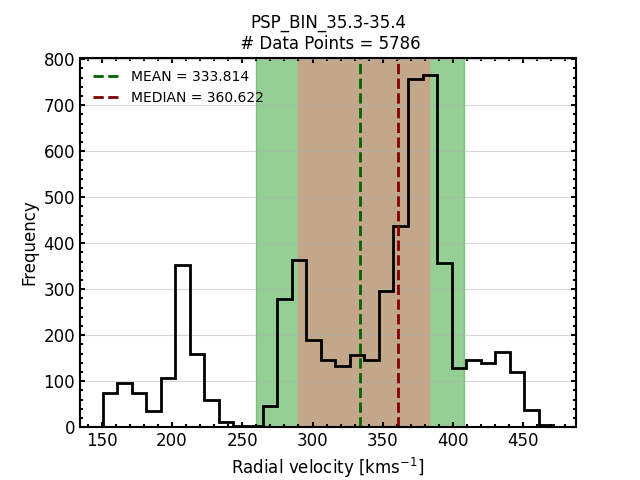 PSP_BIN_35.3-35.4
# Data Points = 5786
MEAN = 333.814
MEDIAN = 360.622
800
700
600
500
400
300
200
100
0
Frequency
150 200 250 300 350 400 450
Radial velocity [kms⁻¹]